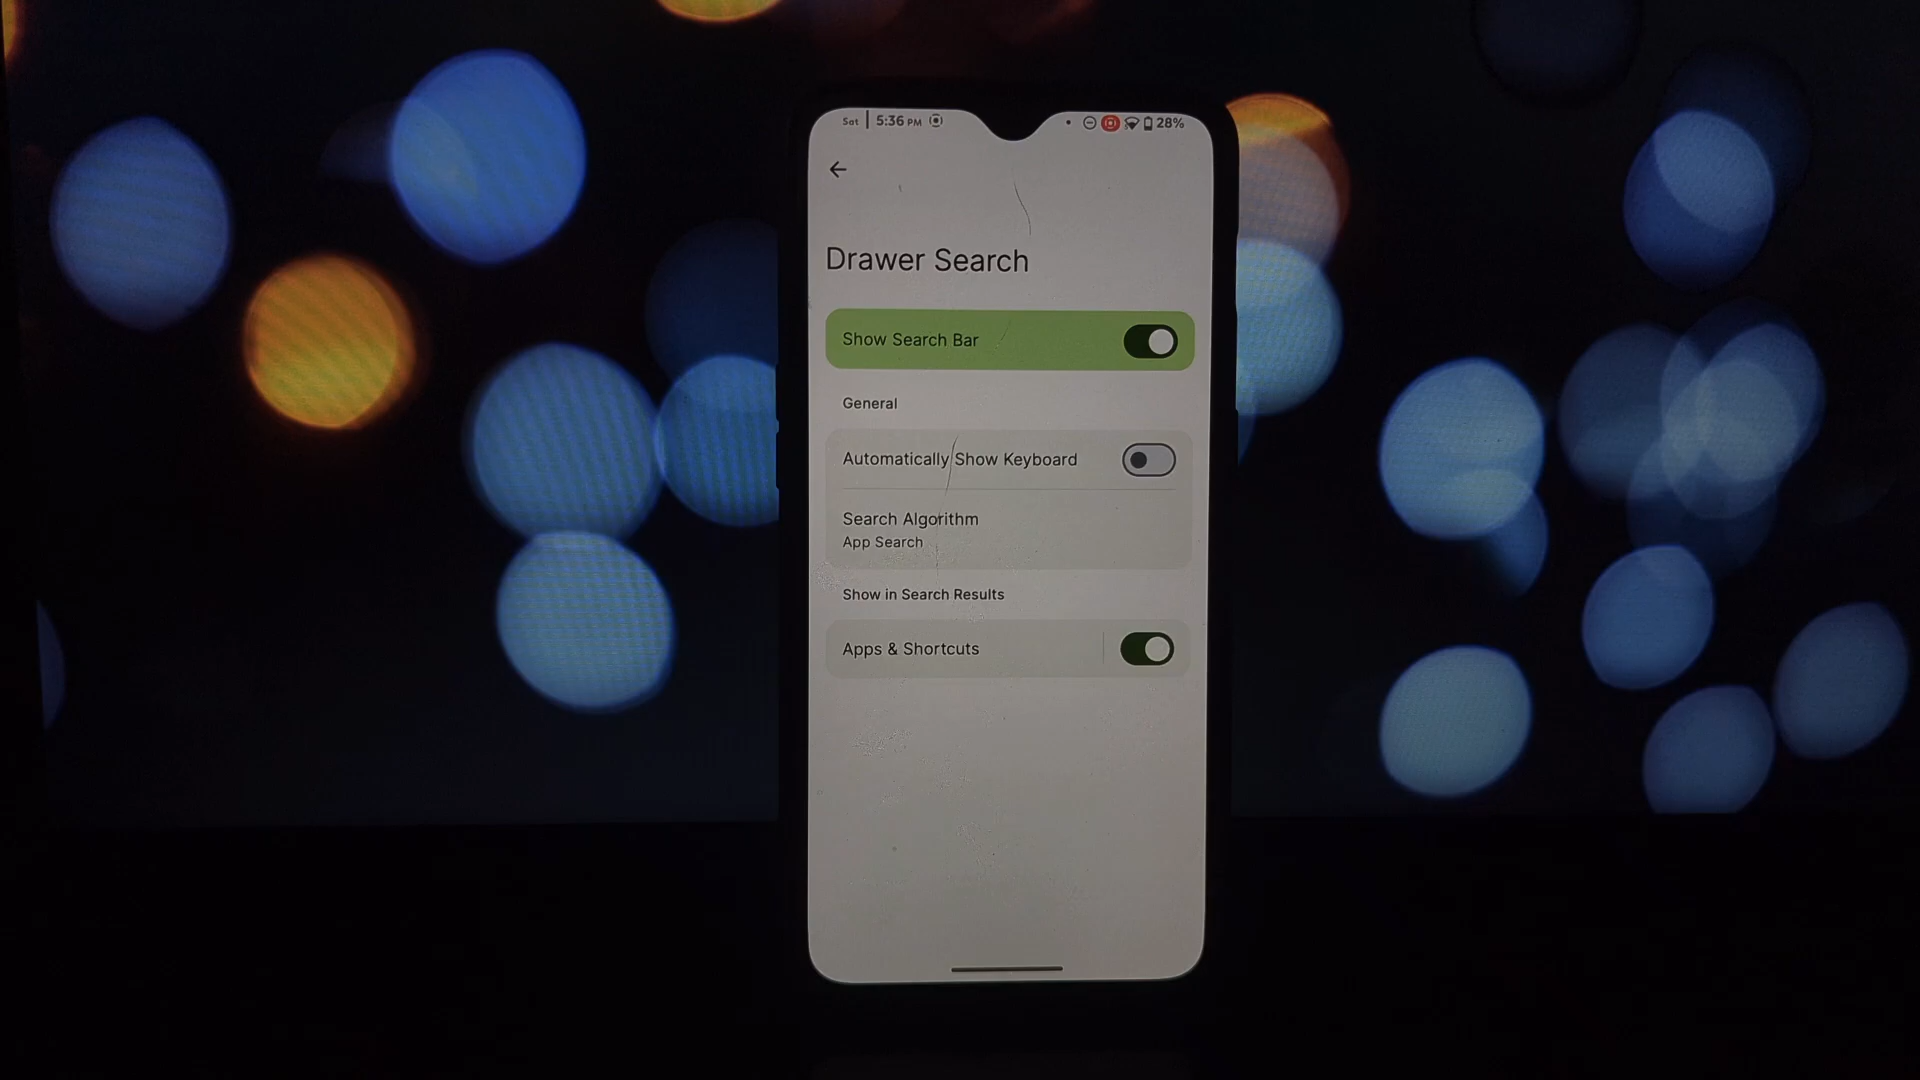 Sat | 5:36 PM 28%
Drawer Search
Show Search Bar
General
Automatically Show Keyboard
Search Algorithm
App Search
Show in Search Results
Apps & Shortcuts